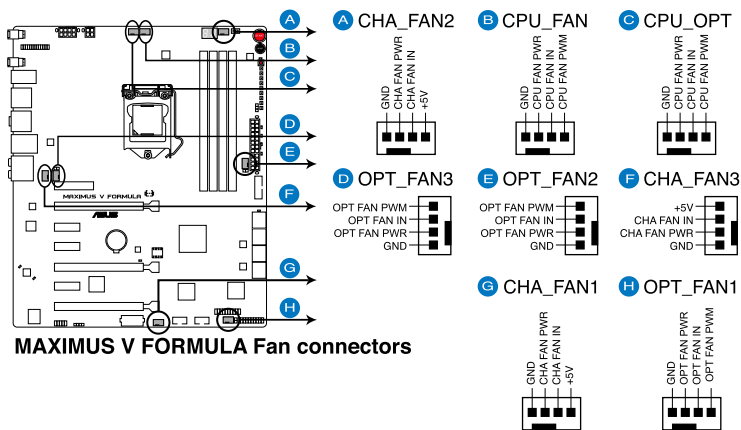 A
B
C
D
E
F
G
H
MAXIMUS V FORMULA
ASUS
MAXIMUS V FORMULA Fan connectors
A CHA_FAN2
GND
CHA FAN PWR
CHA FAN IN
+5V
B CPU_FAN
GND
CPU FAN PWR
CPU FAN IN
CPU FAN PWM
C CPU_OPT
GND
CPU FAN PWR
CPU FAN IN
CPU FAN PWM
D OPT_FAN3
OPT FAN PWM
OPT FAN IN
OPT FAN PWR
GND
E OPT_FAN2
OPT FAN PWM
OPT FAN IN
OPT FAN PWR
GND
F CHA_FAN3
+5V
CHA FAN IN
CHA FAN PWR
GND
G CHA_FAN1
GND
CHA FAN PWR
CHA FAN IN
+5V
H OPT_FAN1
GND
OPT FAN PWR
OPT FAN IN
OPT FAN PWM